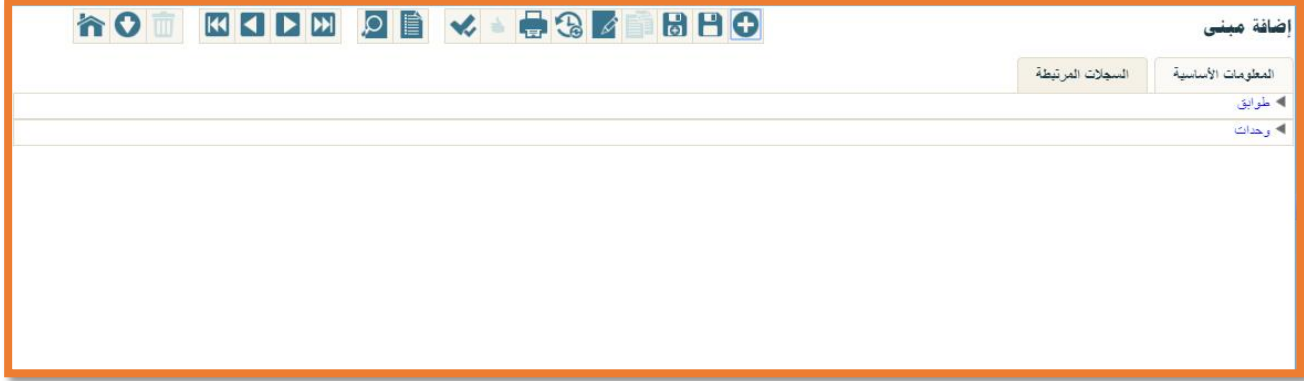 إضافة مبنى
المعلومات الأساسية
السجلات المرتبطة
طوابق
وحدات